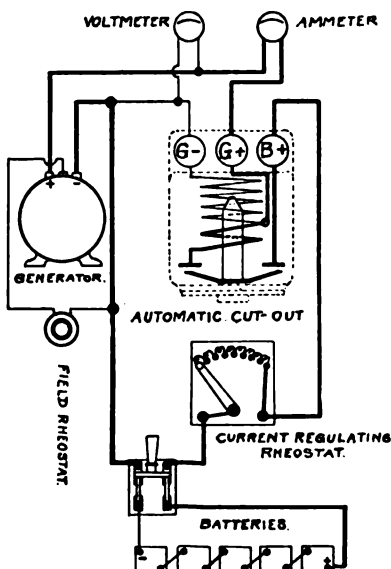 VOLTMETER
AMMETER
G-
G+
B+
+ -
GENERATOR.
AUTOMATIC CUT-OUT
FIELD RHEOSTAT.
CURRENT REGULATING
RHEOSTAT.
BATTERIES.
- +